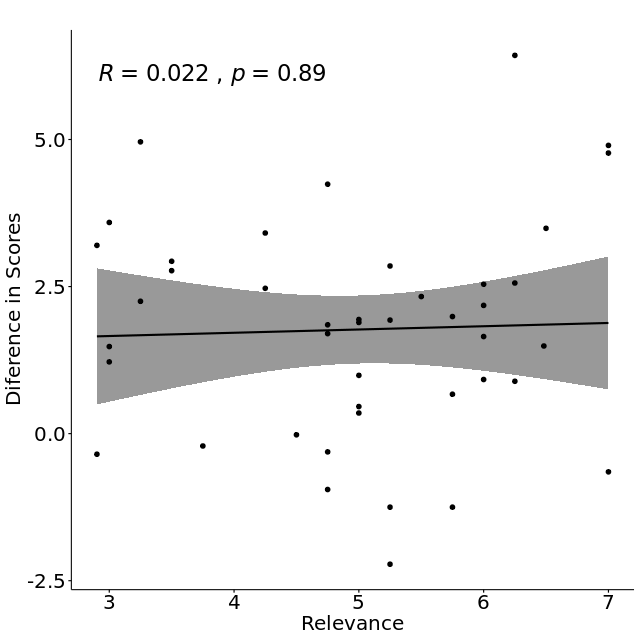 R = 0.022 , p = 0.89
Diference in Scores
5.0
2.5
0.0
-2.5
3 4 5 6 7
Relevance